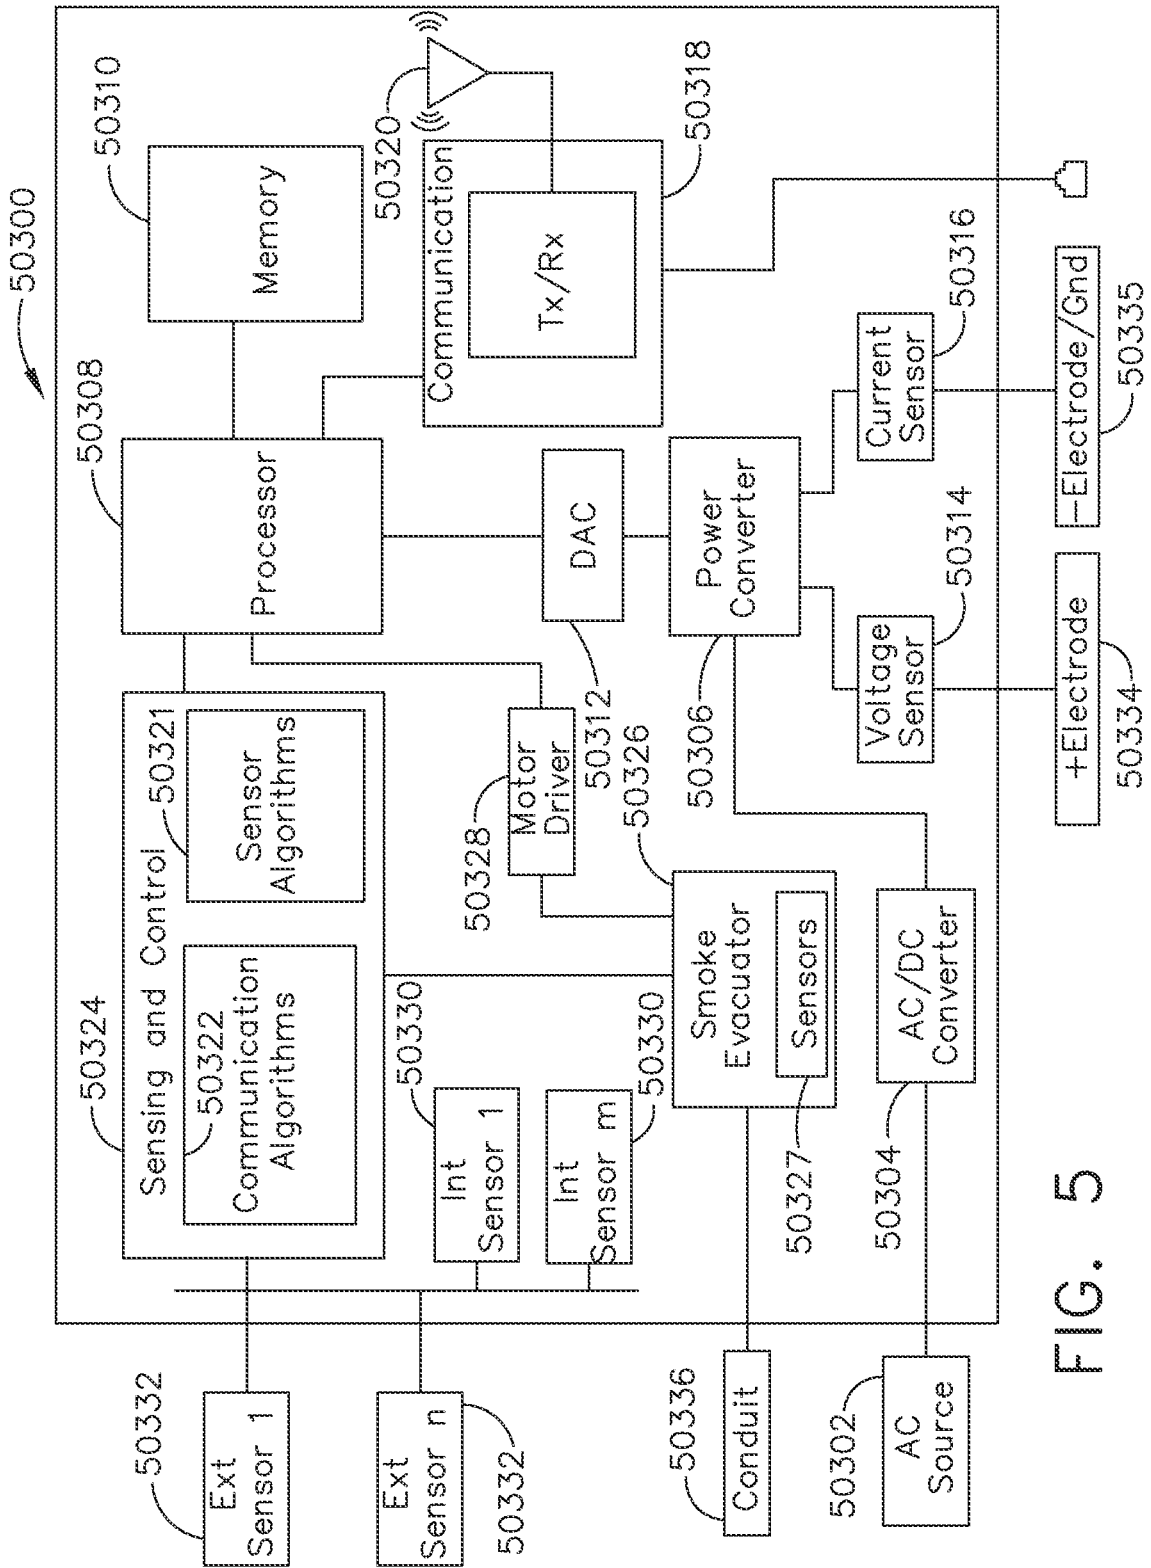 50300
50332
Ext
Sensor 1
Ext
Sensor n
50332
50336
Conduit
50302
AC
Source
50324
Sensing and Control
50322
Communication
Algorithms
50321
Sensor
Algorithms
50308
Processor
50310
Memory
50330
Int
Sensor 1
Int
Sensor m
50330
50328
Motor
Driver
50312
DAC
50320
Communication
Tx/Rx
50318
50326
Smoke
Evacuator
Sensors
50327
50306
Power
Converter
50304
AC/DC
Converter
Voltage
Sensor
50314
Current
Sensor
50316
+Electrode
50334
−Electrode/Gnd
50335
FIG. 5